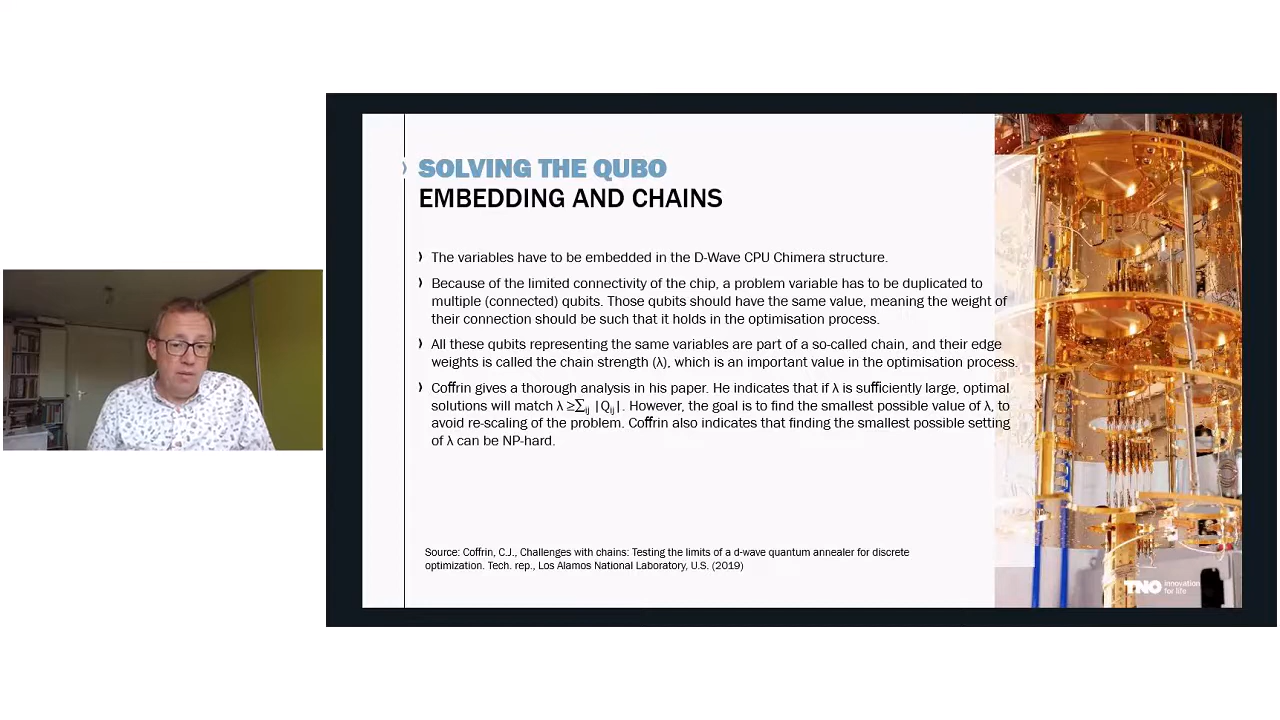 SOLVING THE QUBO
EMBEDDING AND CHAINS
The variables have to be embedded in the D-Wave CPU Chimera structure.
Because of the limited connectivity of the chip, a problem variable has to be duplicated to
multiple (connected) qubits. Those qubits should have the same value, meaning the weight of
their connection should be such that it holds in the optimisation process.
All these qubits representing the same variables are part of a so-called chain, and their edge
weights is called the chain strength (λ), which is an important value in the optimisation process.
Coffrin gives a thorough analysis in his paper. He indicates that if λ is sufficiently large, optimal
solutions will match λ ≥∑ij |Qij|. However, the goal is to find the smallest possible value of λ, to
avoid re-scaling of the problem. Coffrin also indicates that finding the smallest possible setting
of λ can be NP-hard.
Source: Coffrin, C.J., Challenges with chains: Testing the limits of a d-wave quantum annealer for discrete
optimization. Tech. rep., Los Alamos National Laboratory, U.S. (2019)
TNO innovation
for life